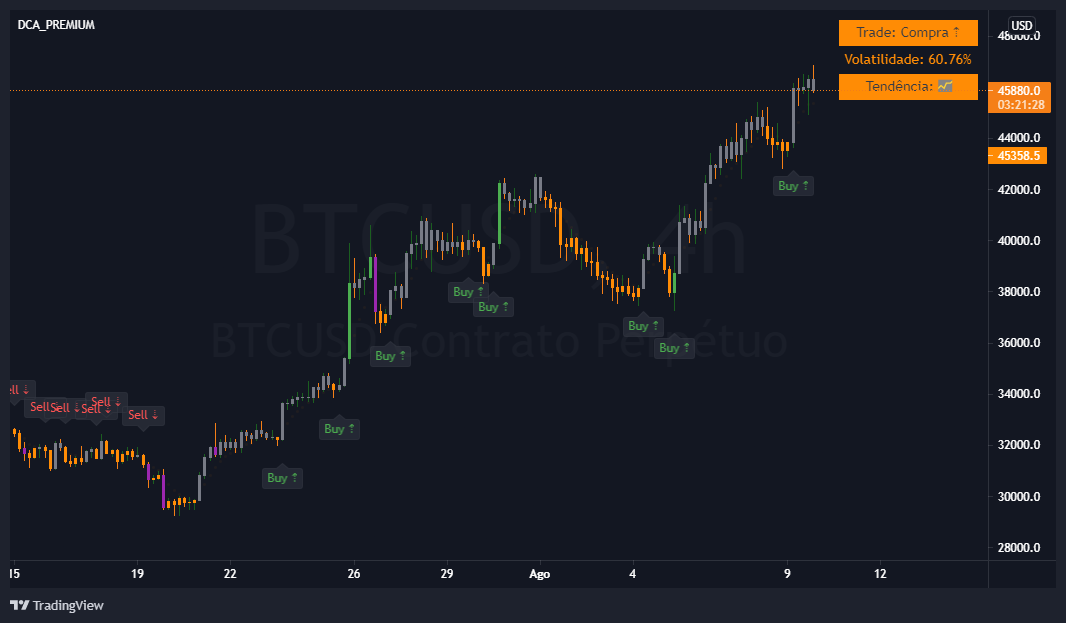 DCA_PREMIUM
Trade: Compra ↑
Volatilidade: 60.76%
Tendência:
USD
48000.0
45880.0
03:21:28
45358.5
44000.0
42000.0
40000.0
38000.0
36000.0
34000.0
32000.0
30000.0
28000.0
BTCUSD, 4h
BTCUSD Contrato Perpétuo
Buy ↑
Buy ↑
Buy ↑
Buy ↑
Buy ↑
Buy ↑
Buy ↑
Buy ↑
ell ↓
Sell
Sell ↓
Sell ↓
Sell ↓
Sell ↓
15
19
22
26
29
Ago
4
9
12
TradingView